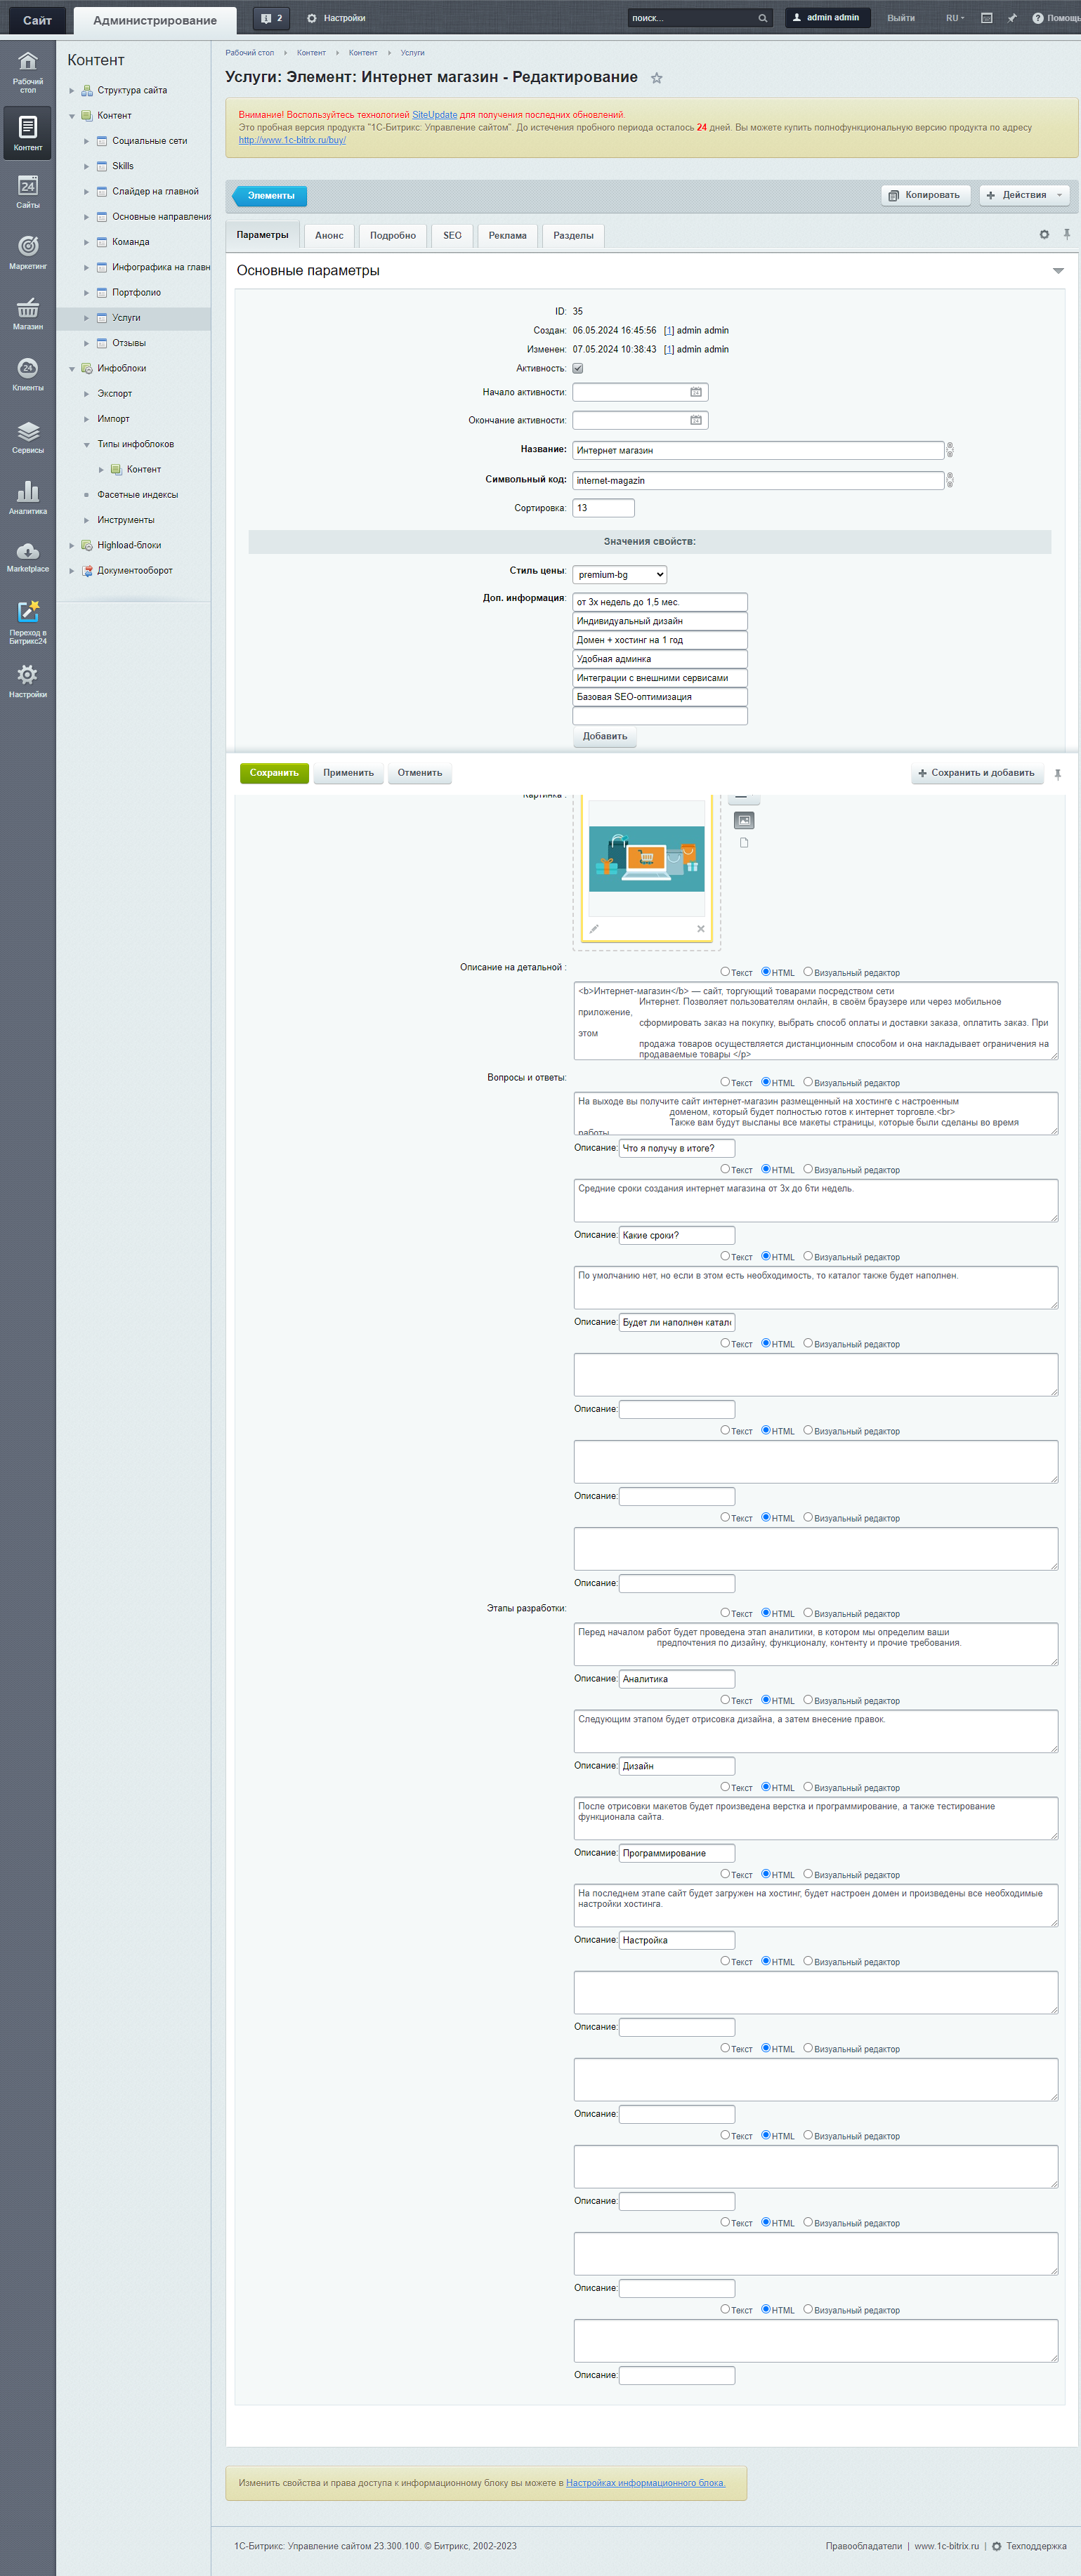 Сайт
Администрирование
2
Настройки
поиск...
admin admin
Выйти
RU
Помощь
Рабочий стол
Контент
Сайты
Маркетинг
Магазин
Клиенты
Сервисы
Аналитика
Marketplace
Переход в Битрикс24
Настройки
Контент
Структура сайта
Контент
Социальные сети
Skills
Слайдер на главной
Основные направления
Команда
Инфографика на главн
Портфолио
Услуги
Отзывы
Инфоблоки
Экспорт
Импорт
Типы инфоблоков
Контент
Фасетные индексы
Инструменты
Highload-блоки
Документооборот
Рабочий стол Контент Контент Услуги
Услуги: Элемент: Интернет магазин - Редактирование
Внимание! Воспользуйтесь технологией SiteUpdate для получения последних обновлений.
Это пробная версия продукта "1С-Битрикс: Управление сайтом". До истечения пробного периода осталось 24 дней. Вы можете купить полнофункциональную версию продукта по адресу
http://www.1c-bitrix.ru/buy/
Элементы
Копировать
Действия
Параметры Анонс Подробно SEO Реклама Разделы
Основные параметры
ID: 35
Создан: 06.05.2024 16:45:56 [1] admin admin
Изменен: 07.05.2024 10:38:43 [1] admin admin
Активность:
Начало активности:
Окончание активности:
Название: Интернет магазин
Символьный код: internet-magazin
Сортировка: 13
Значения свойств:
Стиль цены: premium-bg
Доп. информация: от 3х недель до 1,5 мес.
Индивидуальный дизайн
Домен + хостинг на 1 год
Удобная админка
Интеграции с внешними сервисами
Базовая SEO-оптимизация
Добавить
Сохранить Применить Отменить
Сохранить и добавить
Картинка :
Описание на детальной :
Текст HTML Визуальный редактор
<b>Интернет-магазин</b> — сайт, торгующий товарами посредством сети
Интернет. Позволяет пользователям онлайн, в своём браузере или через мобильное
приложение,
сформировать заказ на покупку, выбрать способ оплаты и доставки заказа, оплатить заказ. При
этом
продажа товаров осуществляется дистанционным способом и она накладывает ограничения на
продаваемые товары </p>
Вопросы и ответы:
Текст HTML Визуальный редактор
На выходе вы получите сайт интернет-магазин размещенный на хостинге с настроенным
доменом, который будет полностью готов к интернет торговле.<br>
Также вам будут высланы все макеты страницы, которые были сделаны во время
работы
Описание: Что я получу в итоге?
Текст HTML Визуальный редактор
Средние сроки создания интернет магазина от 3х до 6ти недель.
Описание: Какие сроки?
Текст HTML Визуальный редактор
По умолчанию нет, но если в этом есть необходимость, то каталог также будет наполнен.
Описание: Будет ли наполнен катало
Текст HTML Визуальный редактор
Описание:
Текст HTML Визуальный редактор
Описание:
Текст HTML Визуальный редактор
Описание:
Этапы разработки:
Текст HTML Визуальный редактор
Перед началом работ будет проведена этап аналитики, в котором мы определим ваши
предпочтения по дизайну, функционалу, контенту и прочие требования.
Описание: Аналитика
Текст HTML Визуальный редактор
Следующим этапом будет отрисовка дизайна, а затем внесение правок.
Описание: Дизайн
Текст HTML Визуальный редактор
После отрисовки макетов будет произведена верстка и программирование, а также тестирование
функционала сайта.
Описание: Программирование
Текст HTML Визуальный редактор
На последнем этапе сайт будет загружен на хостинг, будет настроен домен и произведены все необходимые
настройки хостинга.
Описание: Настройка
Текст HTML Визуальный редактор
Описание:
Текст HTML Визуальный редактор
Описание:
Текст HTML Визуальный редактор
Описание:
Текст HTML Визуальный редактор
Описание:
Текст HTML Визуальный редактор
Описание:
Изменить свойства и права доступа к информационному блоку вы можете в Настройках информационного блока.
1С-Битрикс: Управление сайтом 23.300.100. © Битрикс, 2002-2023
Правообладатели | www.1c-bitrix.ru | Техподдержка